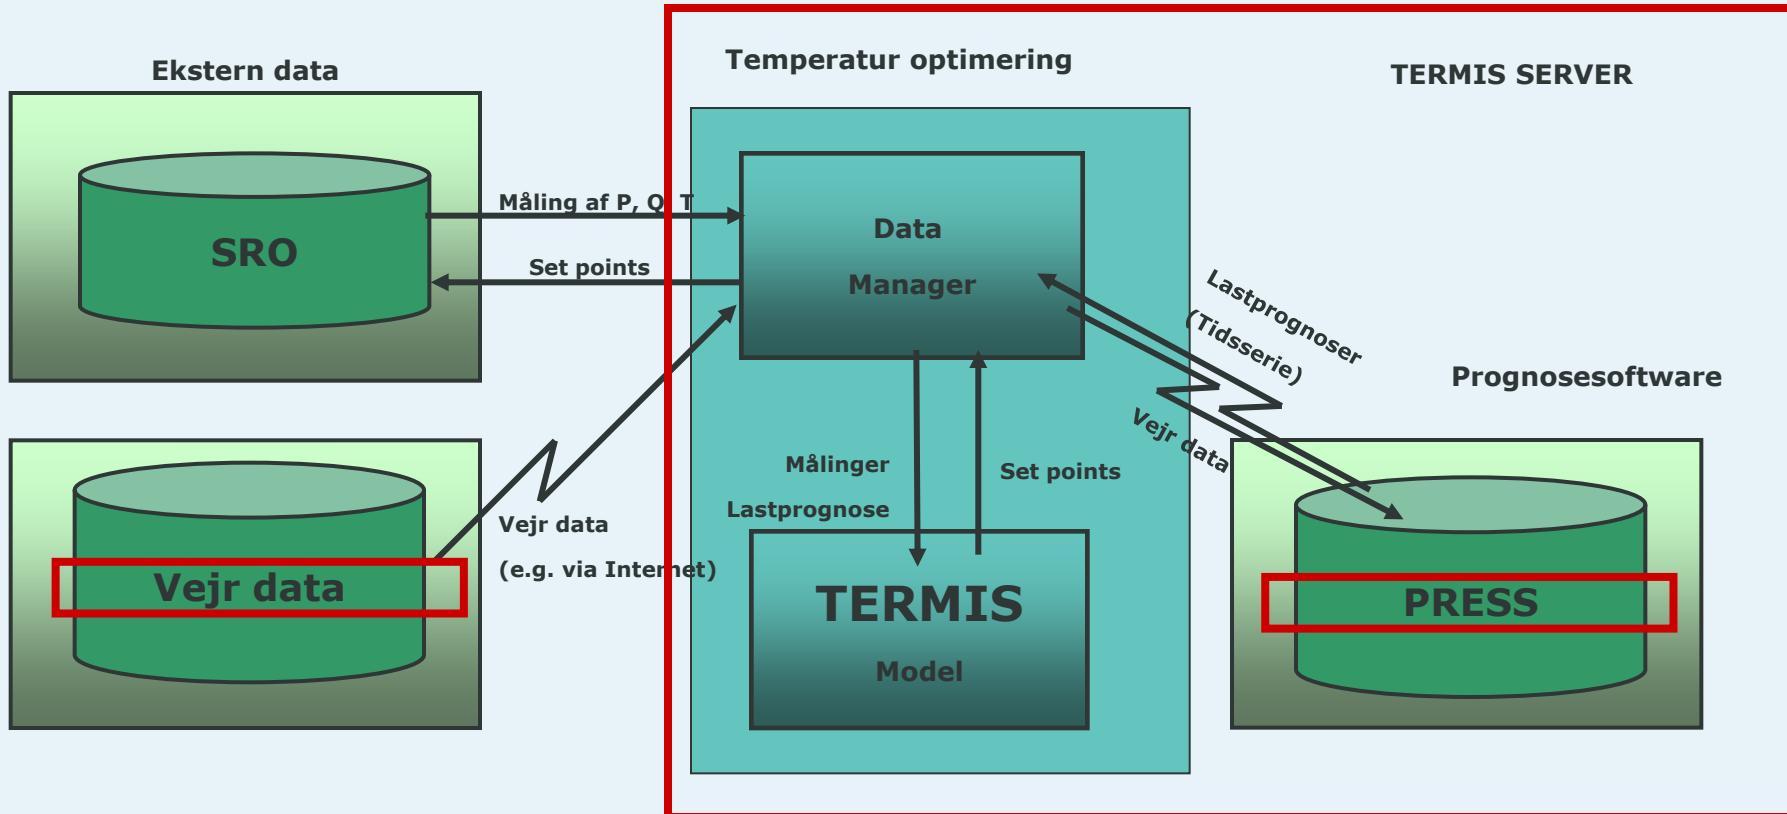 Ekstern data
Temperatur optimering
TERMIS SERVER
SRO
Måling af P, Q, T
Set points
Data
Manager
Lastprognoser
(Tidsserie)
Vejr data
Prognosesoftware
Målinger
Lastprognose
Set points
Vejr data
(e.g. via Internet)
Vejr data
TERMIS
Model
PRESS